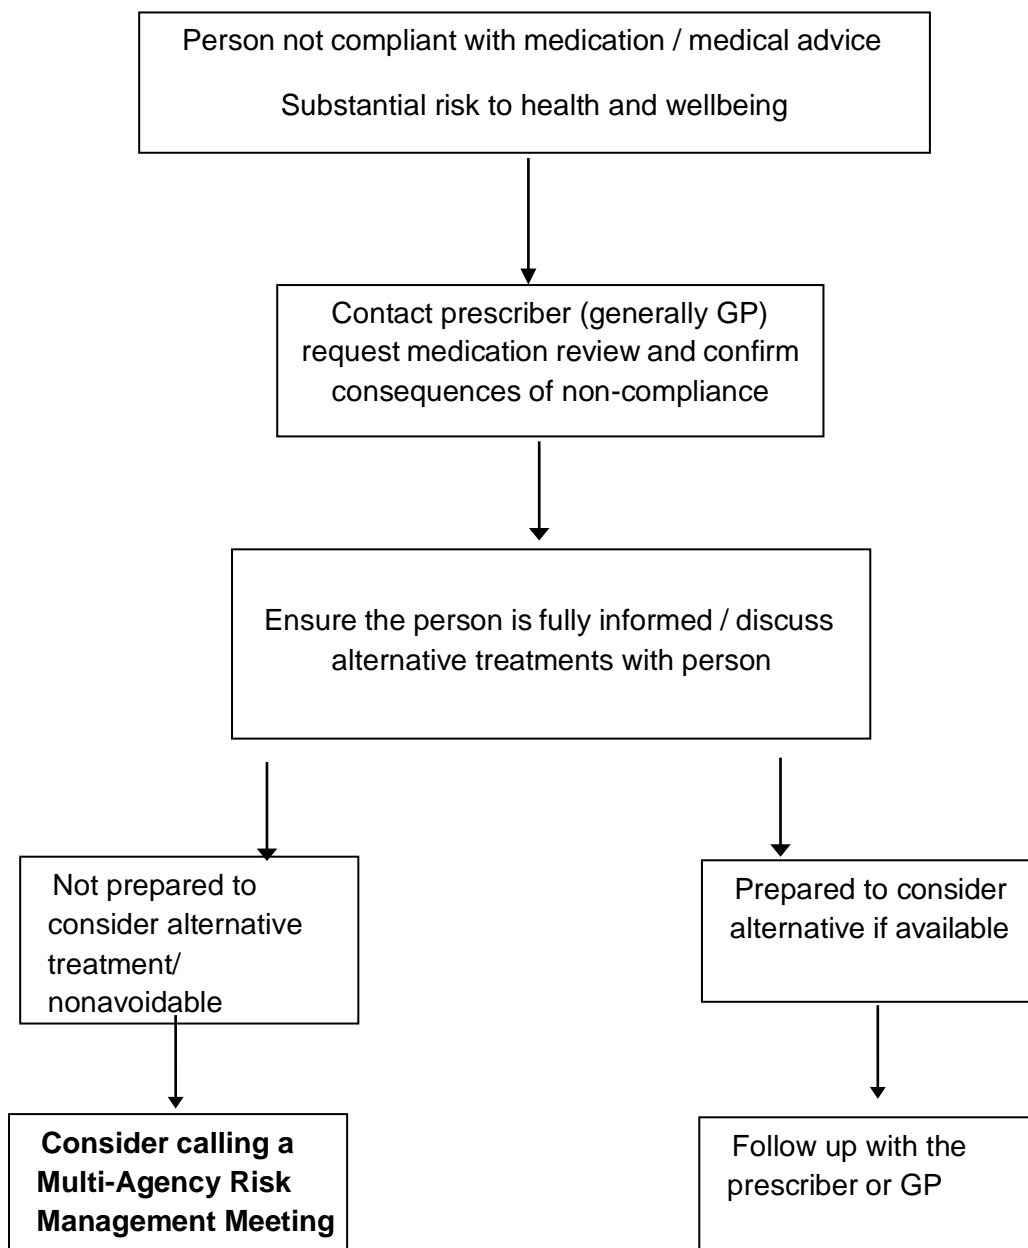 Person not compliant with medication / medical advice
Substantial risk to health and wellbeing
Contact prescriber (generally GP)
request medication review and confirm
consequences of non-compliance
Ensure the person is fully informed / discuss
alternative treatments with person
Not prepared to
consider alternative
treatment/
nonavoidable
Prepared to consider
alternative if available
Consider calling a
Multi-Agency Risk
Management Meeting
Follow up with the
prescriber or GP